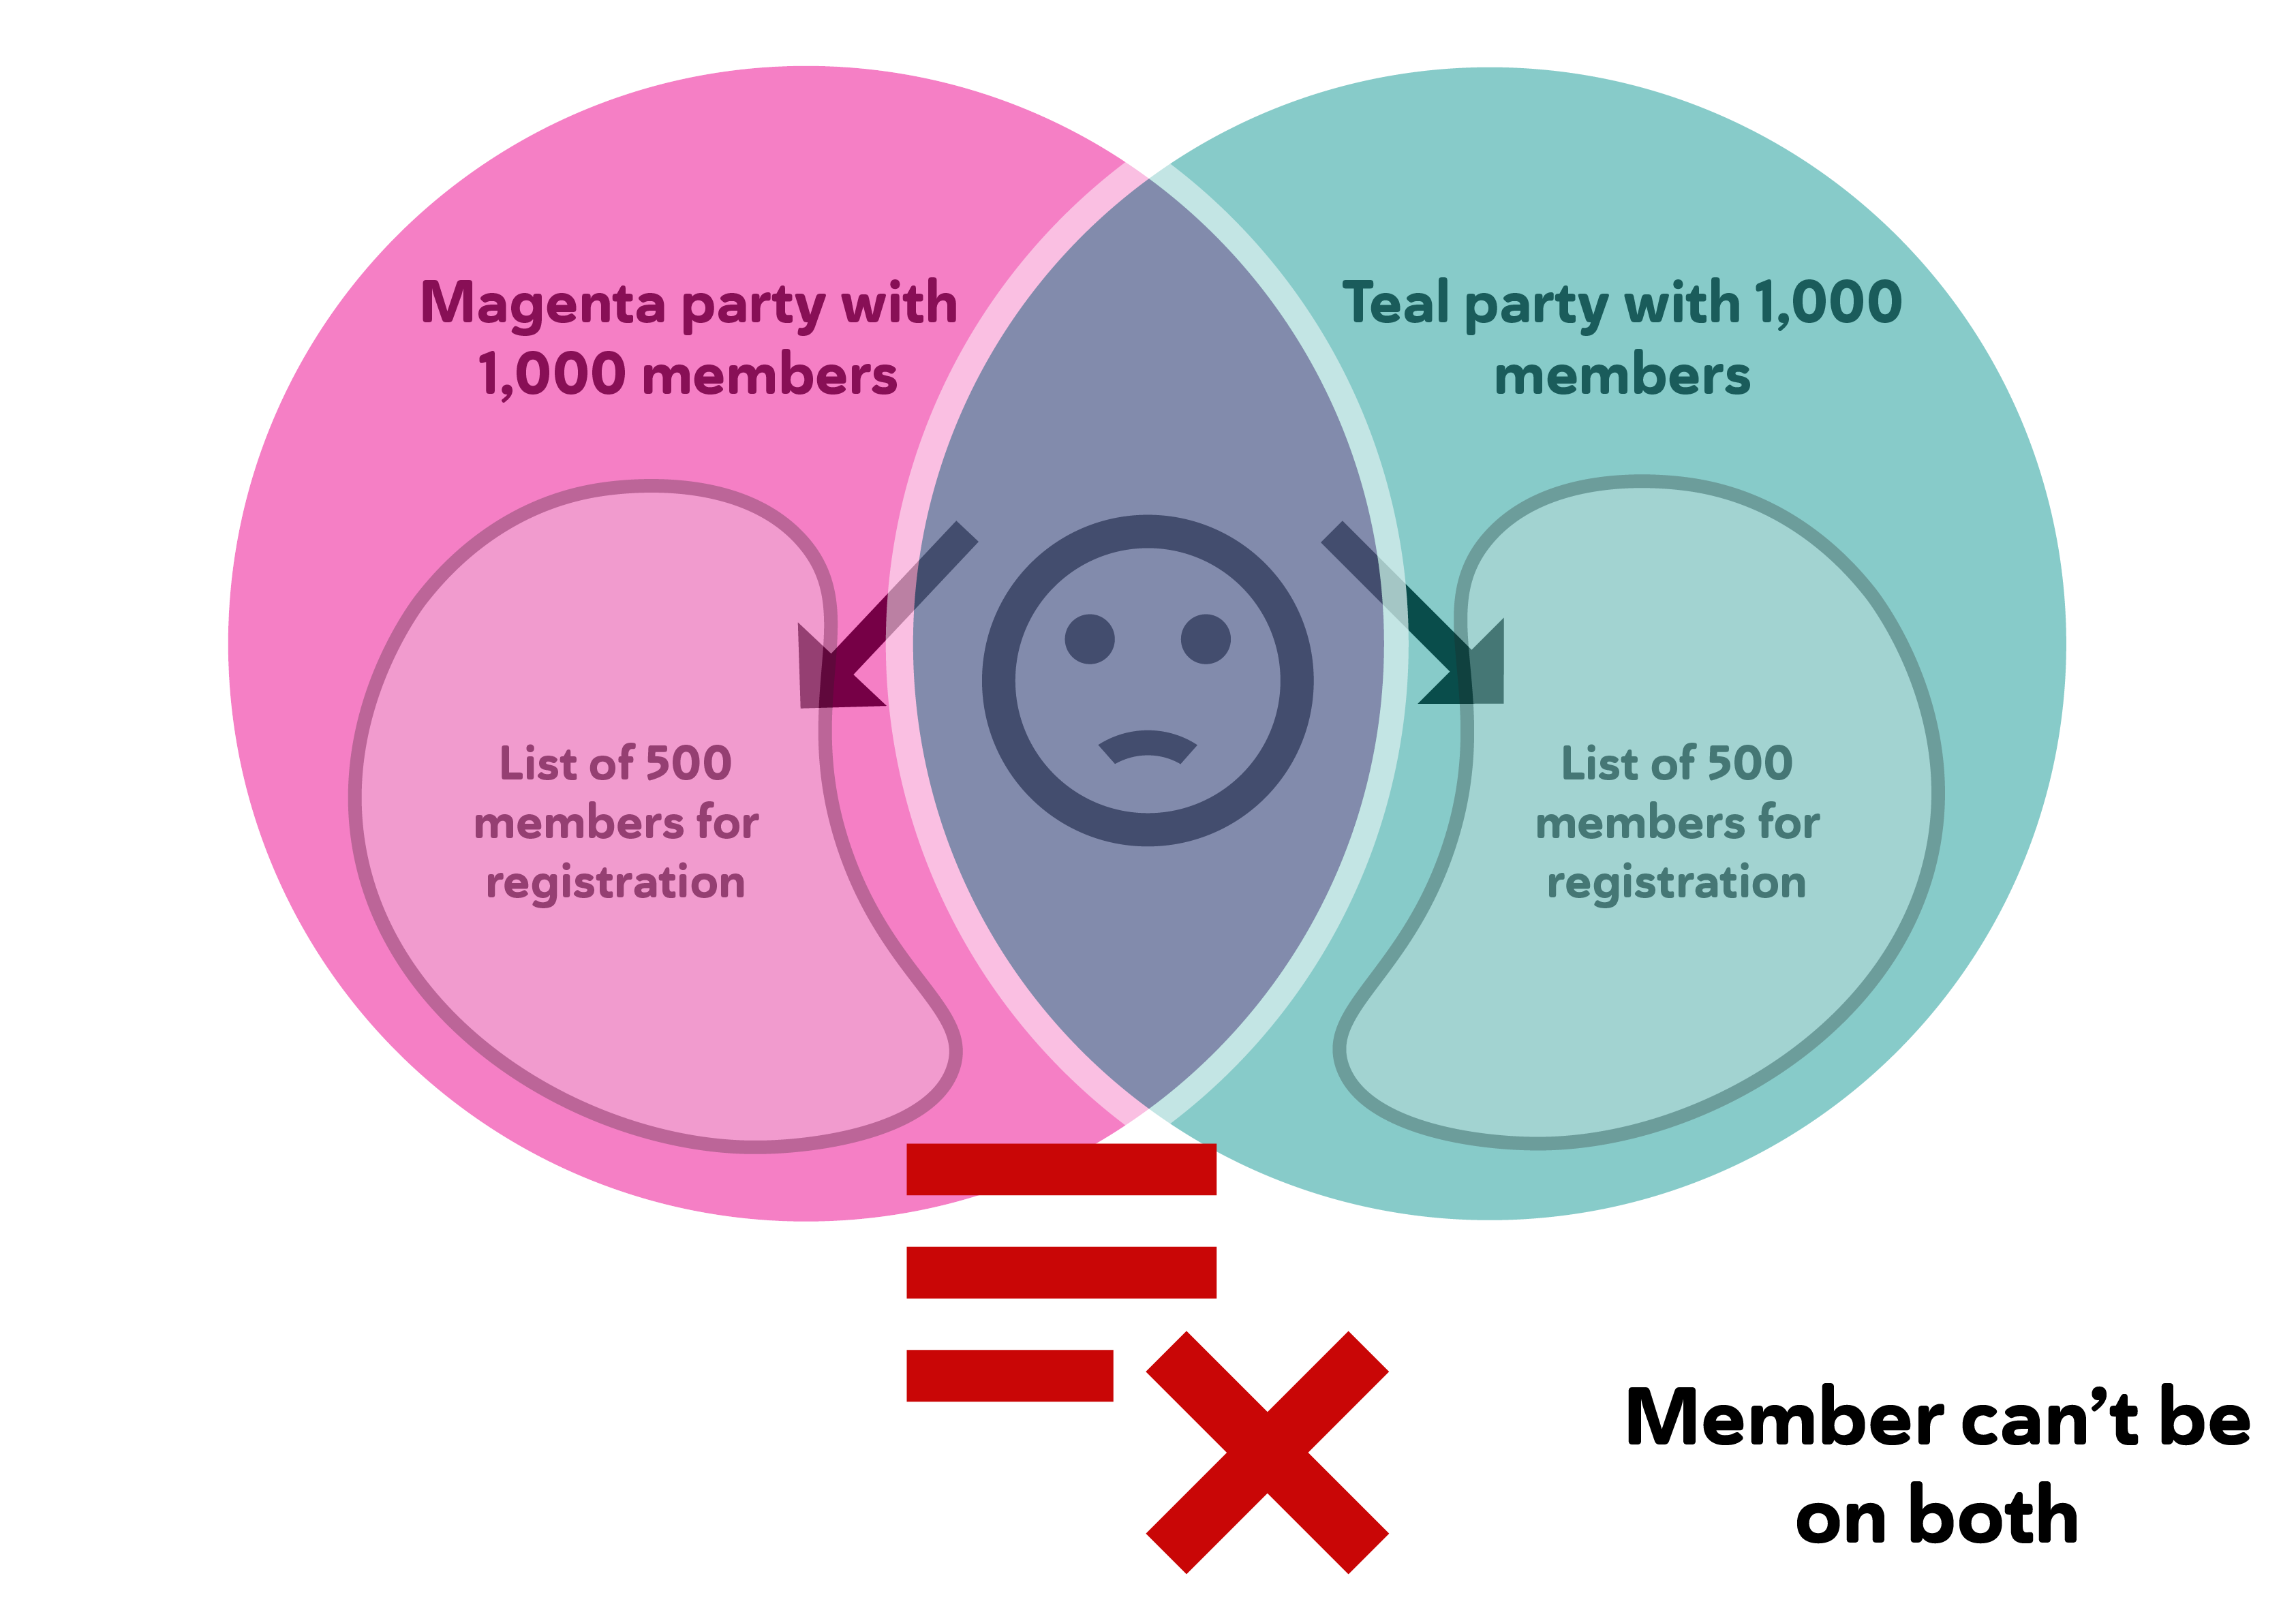 Magenta party with
1,000 members
Teal party with 1,000
members
List of 500
members for
registration
List of 500
members for
registration
Member can’t be
on both